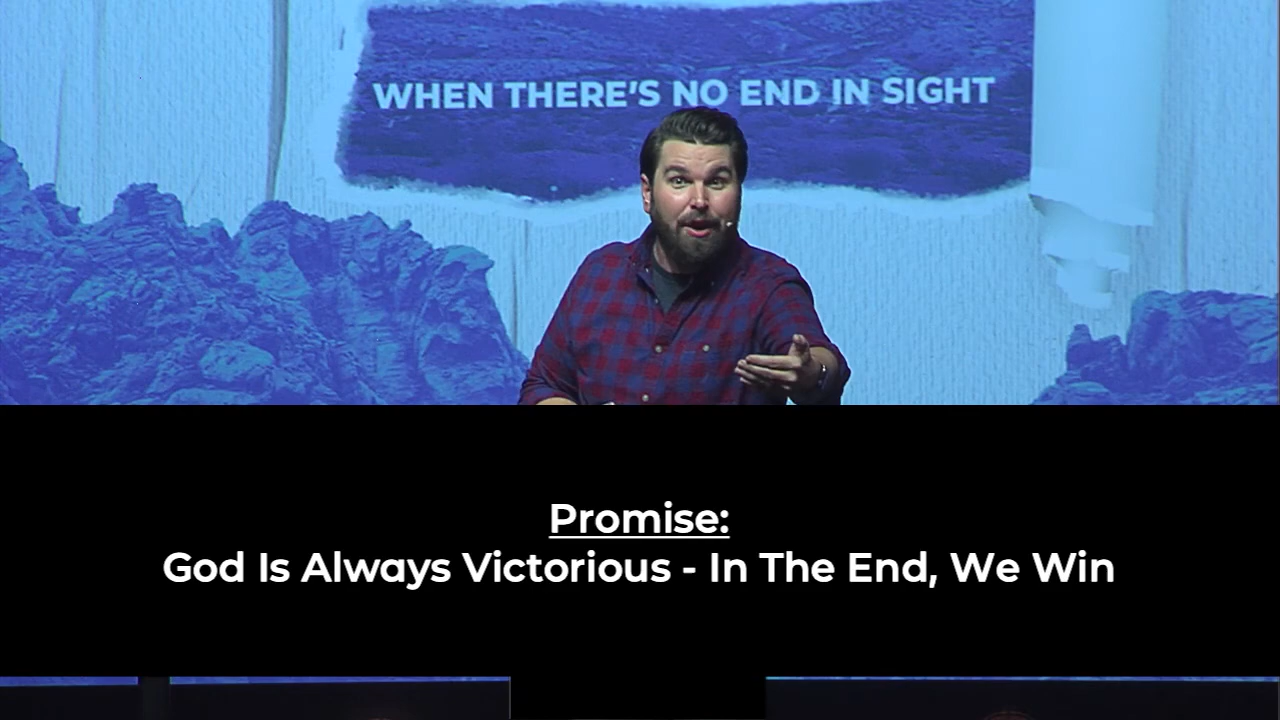 WHEN THERE'S NO END IN SIGHT
Promise:
God Is Always Victorious - In The End, We Win